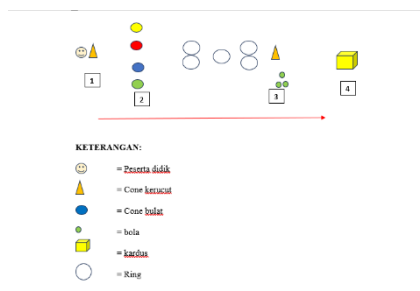 1
2
3
4
KETERANGAN:
= Peserta didik
= Cone kerucut
= Cone bulat
= bola
= kardus
= Ring